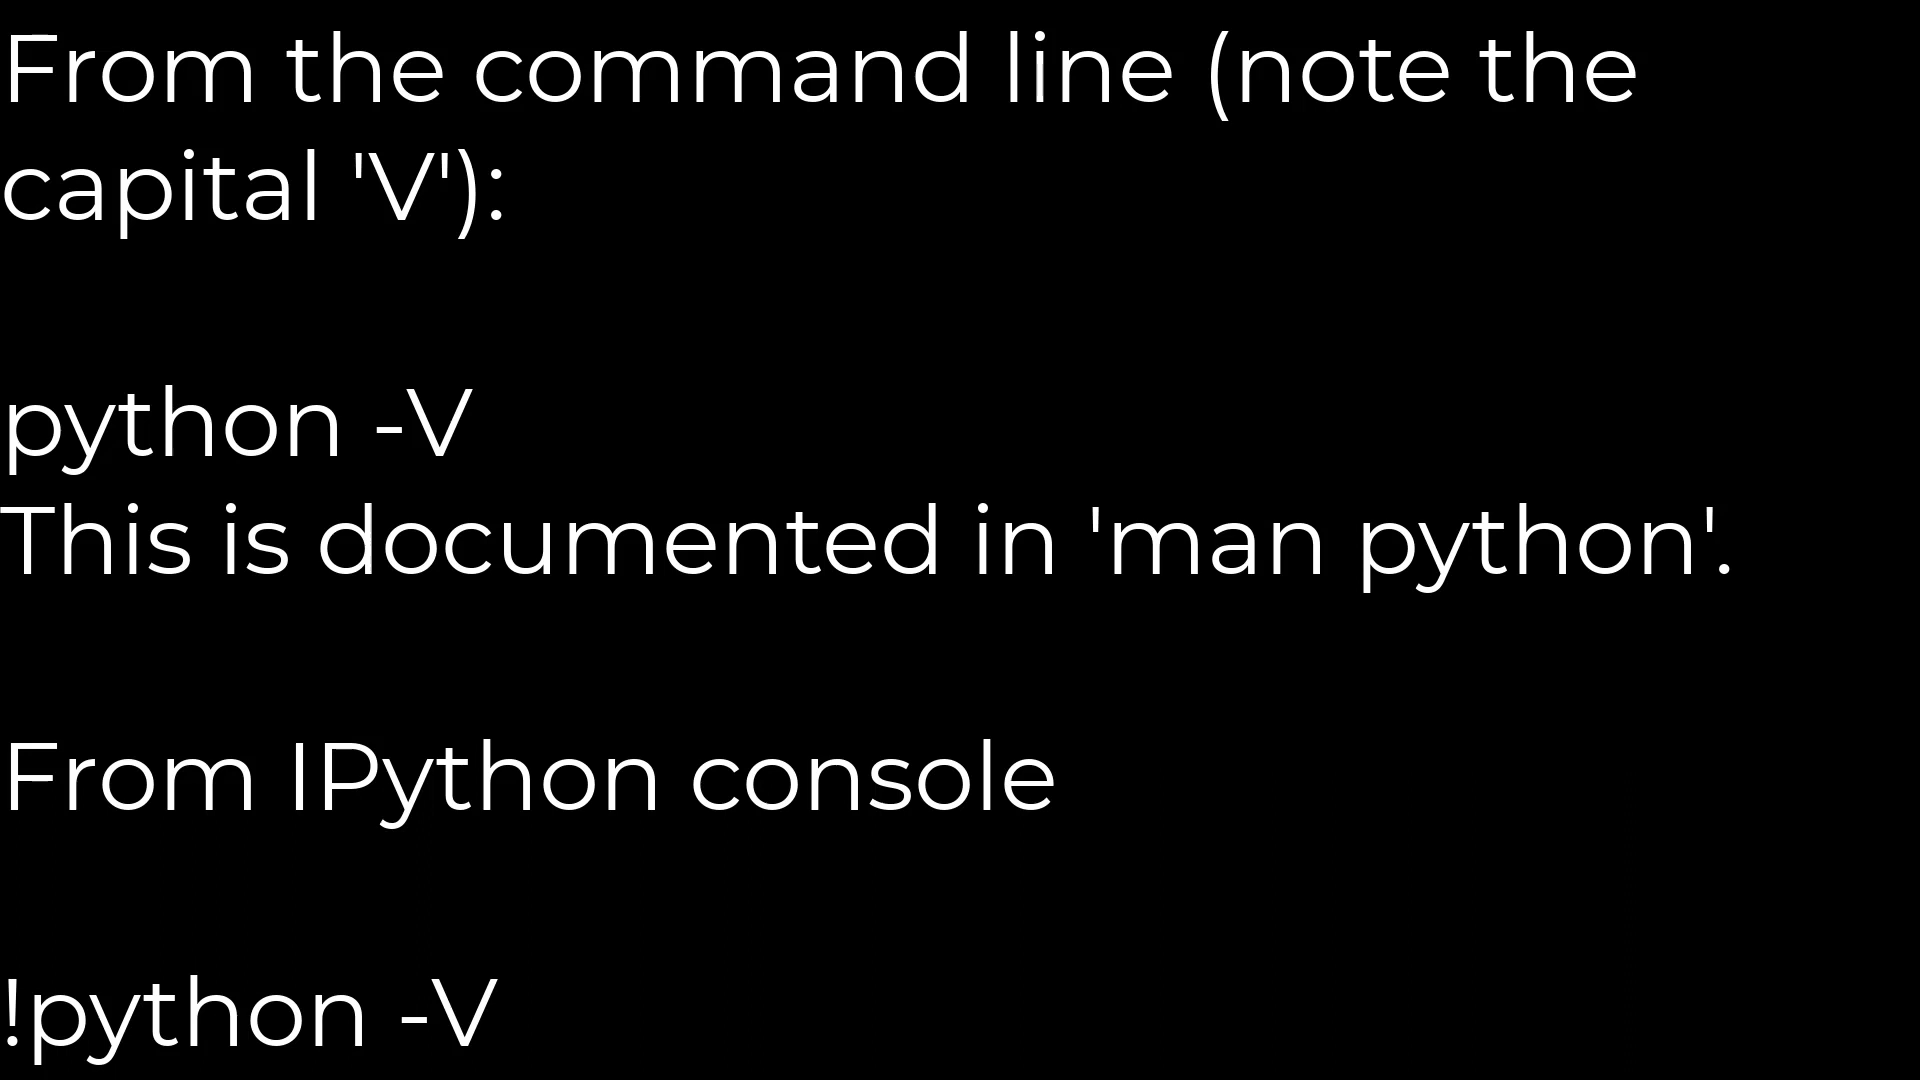 From the command line (note the
capital 'V'):
python -V
This is documented in 'man python'.
From IPython console
!python -V